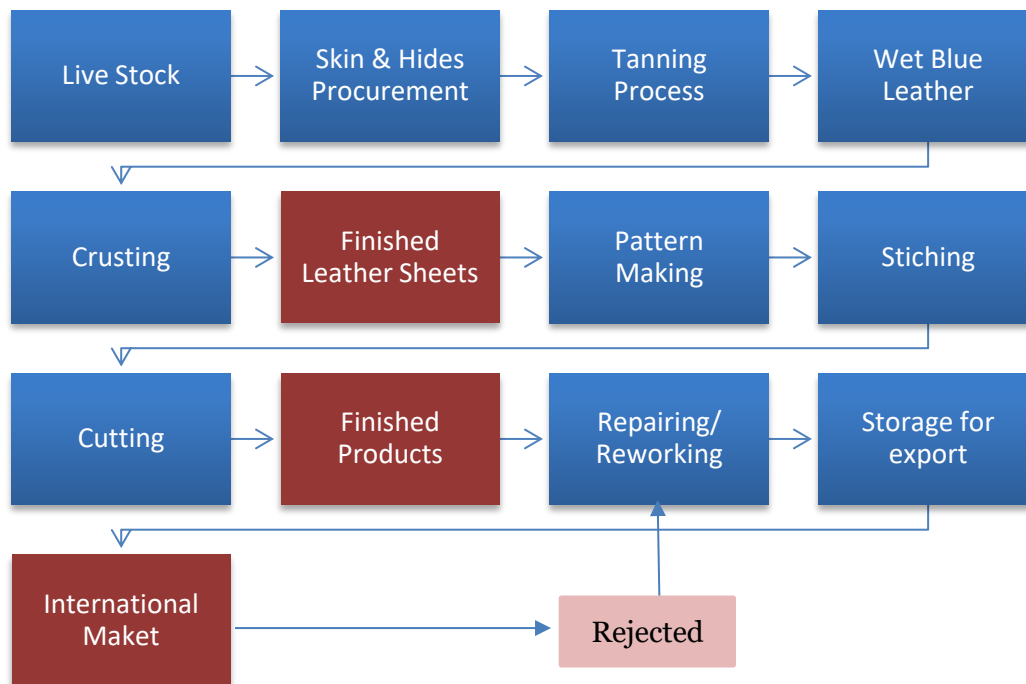 Live Stock
Skin & Hides
Procurement
Tanning
Process
Wet Blue
Leather
Crusting
Finished
Leather Sheets
Pattern
Making
Stiching
Cutting
Finished
Products
Repairing/
Reworking
Storage for
export
International
Maket
Rejected